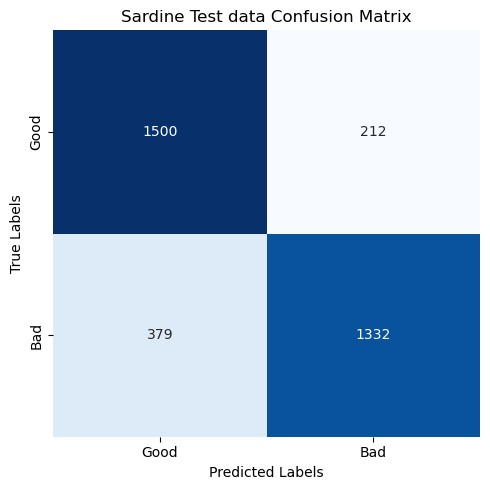 Sardine Test data Confusion Matrix
True Labels
Good
1500 212
Bad
379 1332
Good Bad
Predicted Labels